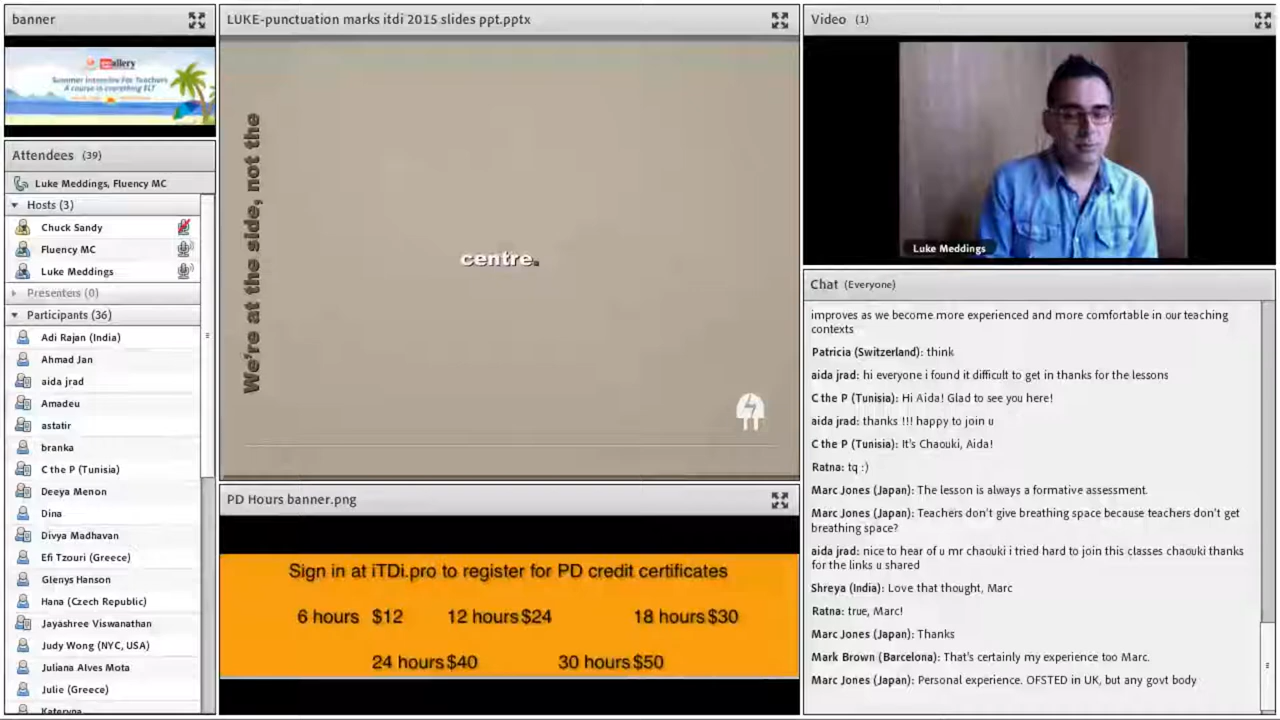 banner
allery
Summer Intensive For Teachers
A course in everything ELT
Attendees (39)
Luke Meddings, Fluency MC
Hosts (3)
Chuck Sandy
Fluency MC
Luke Meddings
Presenters (0)
Participants (36)
Adi Rajan (India)
Ahmad Jan
aida jrad
Amadeu
astatir
branka
C the P (Tunisia)
Deeya Menon
Dina
Divya Madhavan
Efi Tzouri (Greece)
Glenys Hanson
Hana (Czech Republic)
Jayashree Viswanathan
Judy Wong (NYC, USA)
Juliana Alves Mota
Julie (Greece)
Kateryna
LUKE-punctuation marks itdi 2015 slides ppt.pptx
We're at the side, not the
centre.
PD Hours banner.png
Sign in at iTDi.pro to register for PD credit certificates
6 hours $12 12 hours $24 18 hours $30
24 hours $40 30 hours $50
Video (1)
Luke Meddings
Chat (Everyone)
improves as we become more experienced and more comfortable in our teaching
contexts
Patricia (Switzerland): think
aida jrad: hi everyone i found it difficult to get in thanks for the lessons
C the P (Tunisia): Hi Aida! Glad to see you here!
aida jrad: thanks !!! happy to join u
C the P (Tunisia): It's Chaouki, Aida!
Ratna: tq :)
Marc Jones (Japan): The lesson is always a formative assessment.
Marc Jones (Japan): Teachers don't give breathing space because teachers don't get
breathing space?
aida jrad: nice to hear of u mr chaouki i tried hard to join this classes chaouki thanks
for the links u shared
Shreya (India): Love that thought, Marc
Ratna: true, Marc!
Marc Jones (Japan): Thanks
Mark Brown (Barcelona): That's certainly my experience too Marc.
Marc Jones (Japan): Personal experience. OFSTED in UK, but any govt body